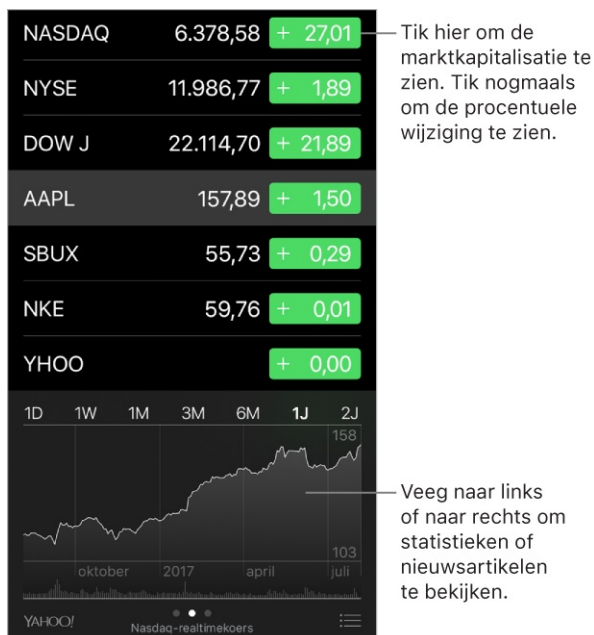 NASDAQ 6.378,58 + 27,01
NYSE 11.986,77 + 1,89
DOW J 22.114,70 + 21,89
AAPL 157,89 + 1,50
SBUX 55,73 + 0,29
NKE 59,76 + 0,01
YHOO + 0,00
1D 1W 1M 3M 6M 1J 2J
158
103
oktober 2017 april juli
YAHOO! Nasdaq-realtimekoers
Tik hier om de
marktkapitalisatie te
zien. Tik nogmaals
om de procentuele
wijziging te zien.
Veeg naar links
of naar rechts om
statistieken of
nieuwsartikelen
te bekijken.